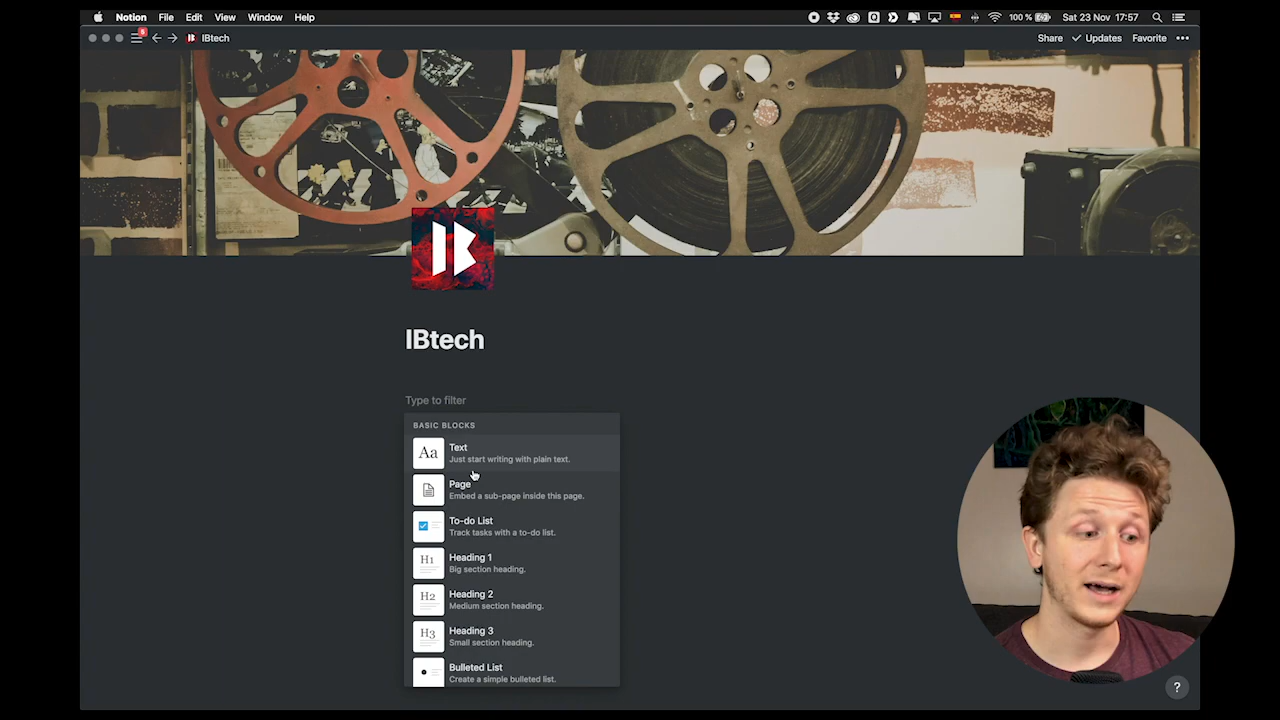 Notion File Edit View Window Help 100 % Sat 23 Nov 17:57
5 IBtech Share Updates Favorite
IB
IBtech
Type to filter
BASIC BLOCKS
Aa Text
Just start writing with plain text.
Page
Embed a sub-page inside this page.
To-do List
Track tasks with a to-do list.
H1 Heading 1
Big section heading.
H2 Heading 2
Medium section heading.
H3 Heading 3
Small section heading.
Bulleted List
Create a simple bulleted list.
?